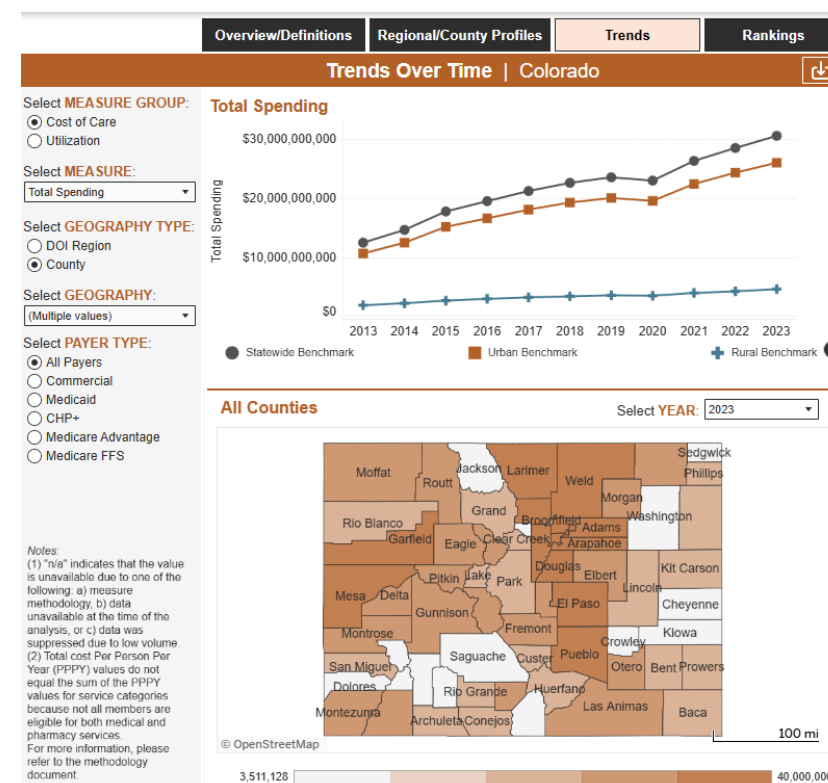 Overview/Definitions
Regional/County Profiles
Trends
Rankings
Trends Over Time | Colorado
Select MEASURE GROUP:
Cost of Care
Utilization
Select MEASURE:
Total Spending
Select GEOGRAPHY TYPE:
DOI Region
County
Select GEOGRAPHY:
(Multiple values)
Select PAYER TYPE:
All Payers
Commercial
Medicaid
CHP+
Medicare Advantage
Medicare FFS
Notes:
(1) "n/a" indicates that the value
is unavailable due to one of the
following: a) measure
methodology, b) data
unavailable at the time of the
analysis, or c) data was
suppressed due to low volume.
(2) Total cost Per Person Per
Year (PPPY) values do not
equal the sum of the PPPY
values for service categories
because not all members are
eligible for both medical and
pharmacy services.
For more information, please
refer to the methodology
document.
Total Spending
Total Spending
$30,000,000,000
$20,000,000,000
$10,000,000,000
$0
2013 2014 2015 2016 2017 2018 2019 2020 2021 2022 2023
Statewide Benchmark
Urban Benchmark
Rural Benchmark
All Counties
Select YEAR: 2023
Sedgwick
Moffat
Routt
Jackson
Larimer
Weld
Phillips
Morgan
Grand
Rio Blanco
Broomfield
Washington
Adams
Garfield
Eagle
Clear Creek
Arapahoe
Pitkin
Lake
Park
Douglas
Elbert
Kit Carson
Lincoln
Mesa
Delta
Gunnison
El Paso
Cheyenne
Montrose
Fremont
Crowley
Kiowa
San Miguel
Saguache
Custer
Pueblo
Otero
Bent
Prowers
Dolores
Rio Grande
Huerfano
Las Animas
Montezuma
Archuleta
Conejos
Baca
© OpenStreetMap
100 mi
3,511,128